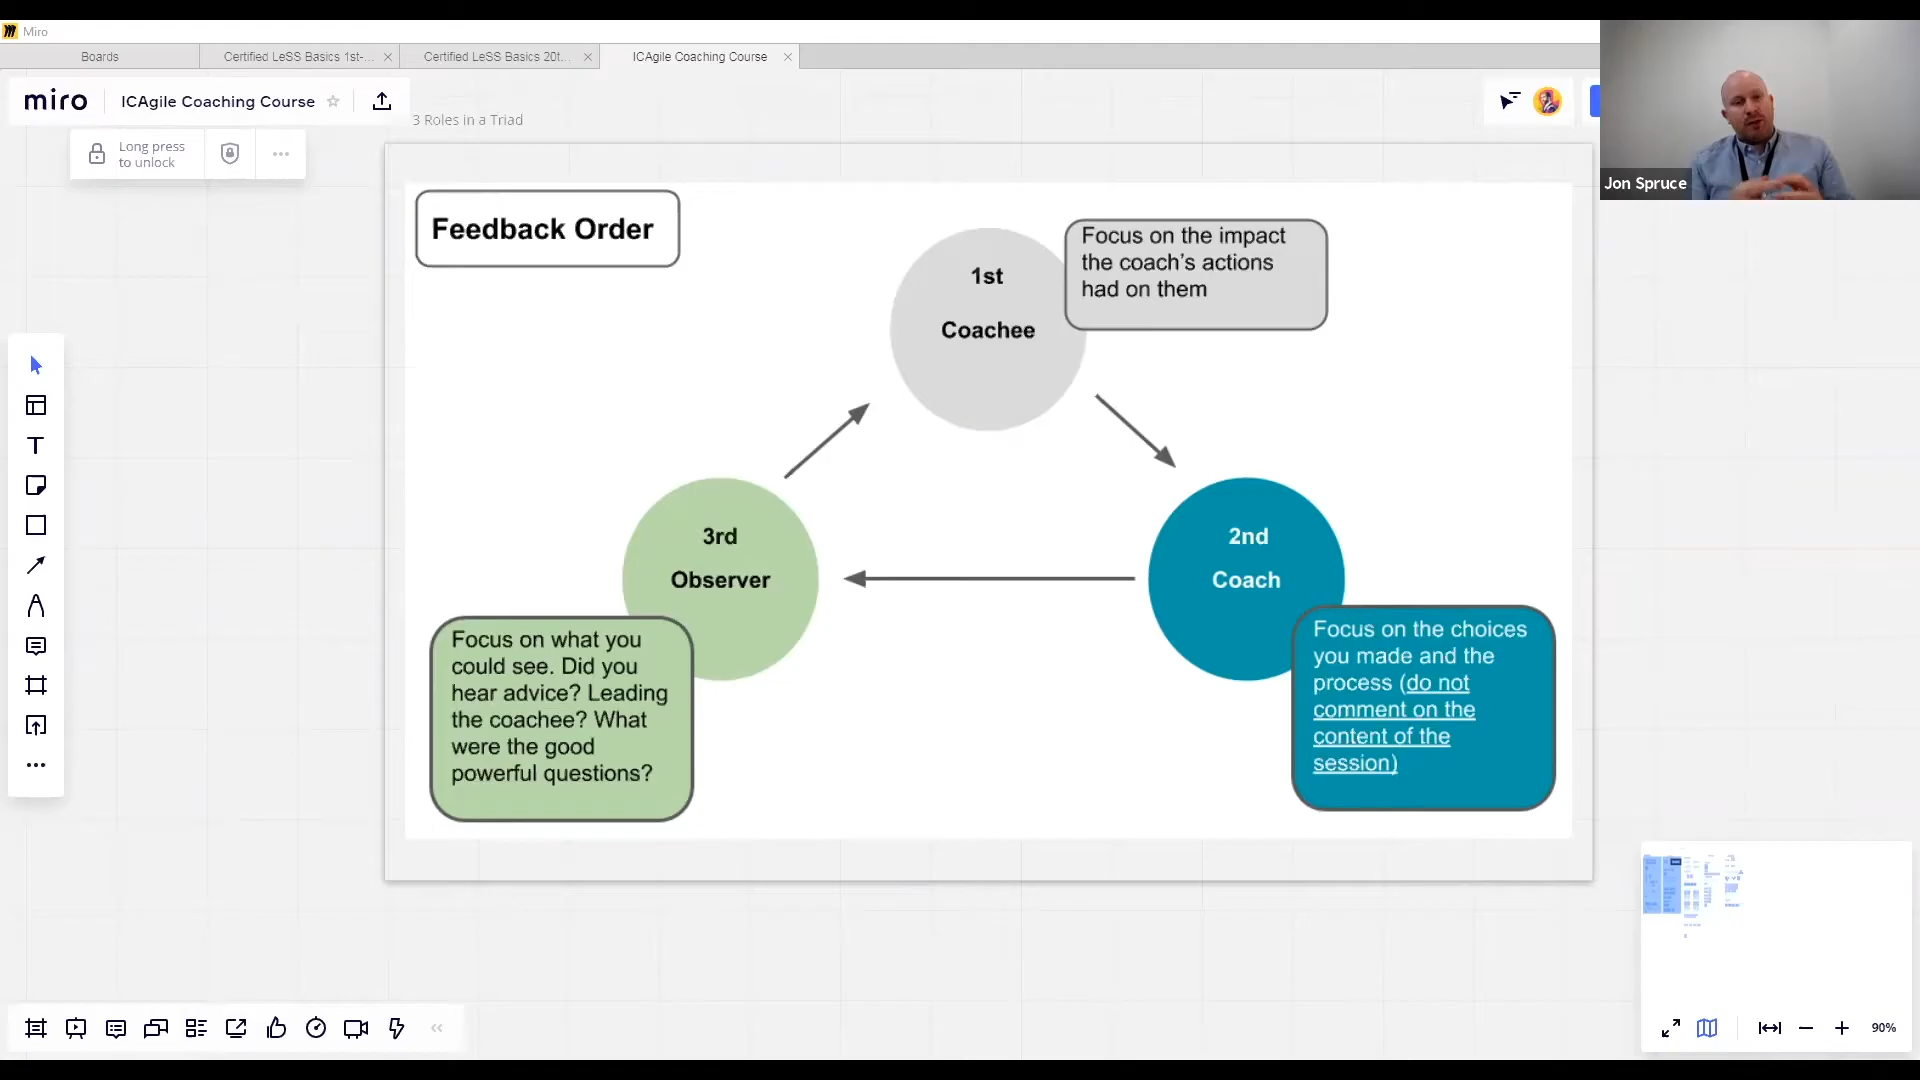 Miro
Boards
Certified LeSS Basics 1st-...
Certified LeSS Basics 20t...
ICAgile Coaching Course
miro
ICAgile Coaching Course
Long press
to unlock
3 Roles in a Triad
Jon Spruce
Feedback Order
1st
Coachee
Focus on the impact
the coach's actions
had on them
3rd
Observer
2nd
Coach
Focus on what you
could see. Did you
hear advice? Leading
the coachee? What
were the good
powerful questions?
Focus on the choices
you made and the
process (do not
comment on the
content of the
session)
90%